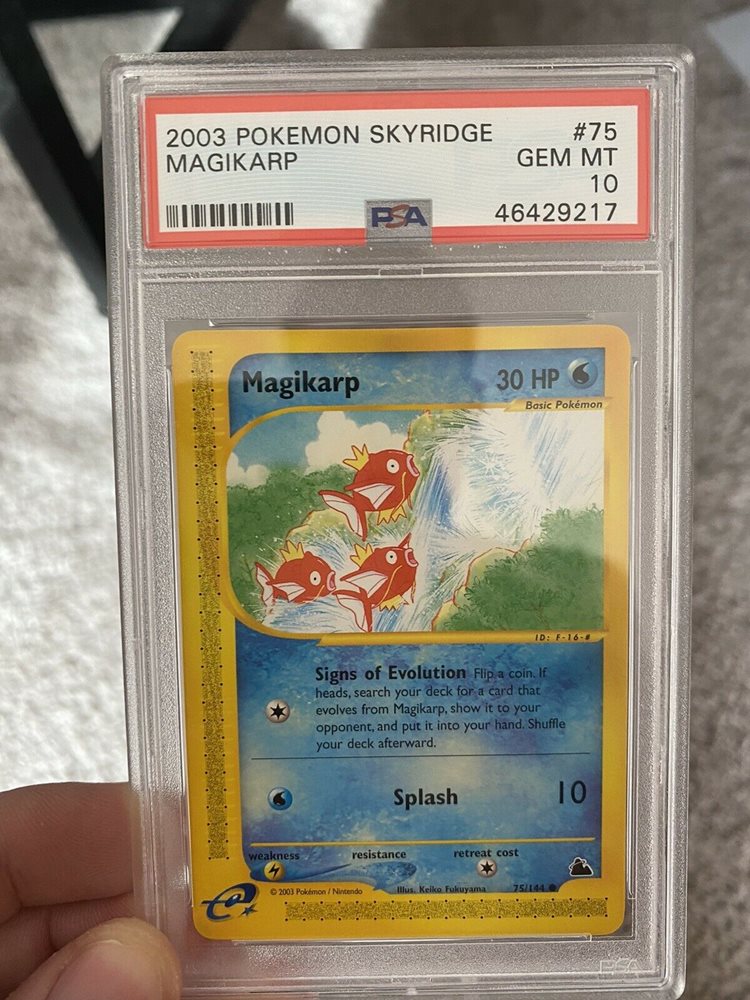 2003 POKEMON SKYRIDGE #75
MAGIKARP GEM MT
10
PSA 46429217
Magikarp 30 HP
Basic Pokémon
ID: F-16-#
Signs of Evolution Flip a coin. If
heads, search your deck for a card that
evolves from Magikarp, show it to your
opponent, and put it into your hand. Shuffle
your deck afterward.
Splash 10
weakness resistance retreat cost
© 2003 Pokémon / Nintendo Illus. Keiko Fukuyama 75/144 ●
e
PSA